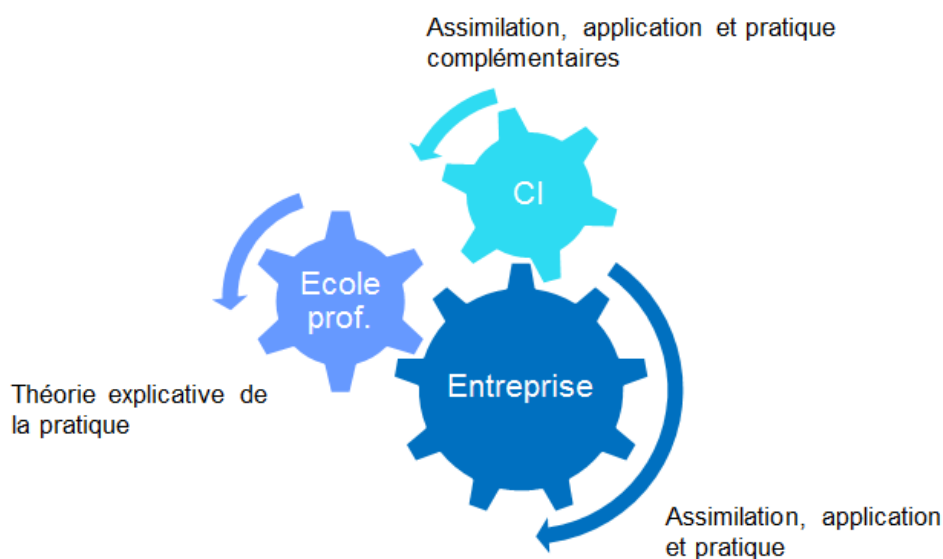 Assimilation, application et pratique
complémentaires
CI
Ecole
prof.
Entreprise
Théorie explicative de
la pratique
Assimilation, application
et pratique